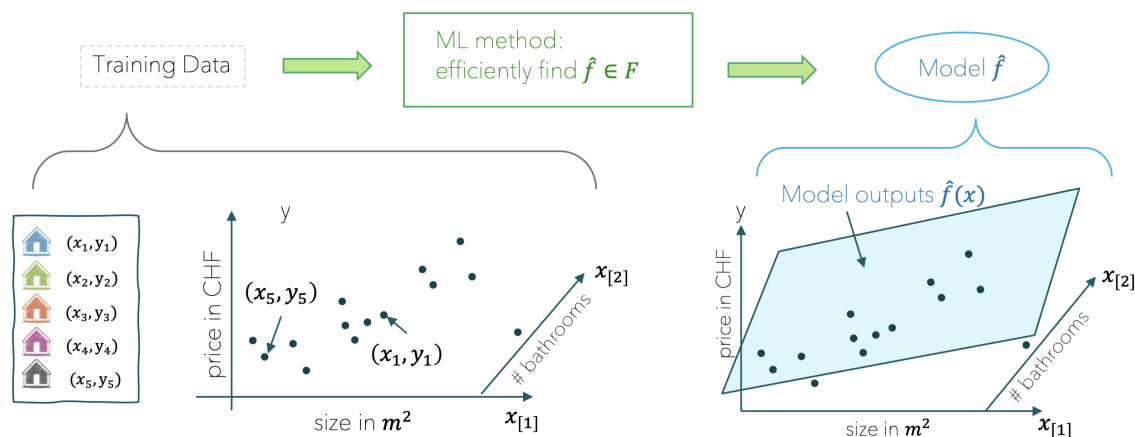 Training Data
ML method:
efficiently find f̂ ∈ F
Model f̂
(x₁,y₁)
(x₂,y₂)
(x₃,y₃)
(x₄,y₄)
(x₅,y₅)
y
price in CHF
(x₅,y₅)
(x₁,y₁)
# bathrooms
x[2]
size in m²
x[1]
Model outputs f̂(x)
y
price in CHF
# bathrooms
x[2]
size in m²
x[1]